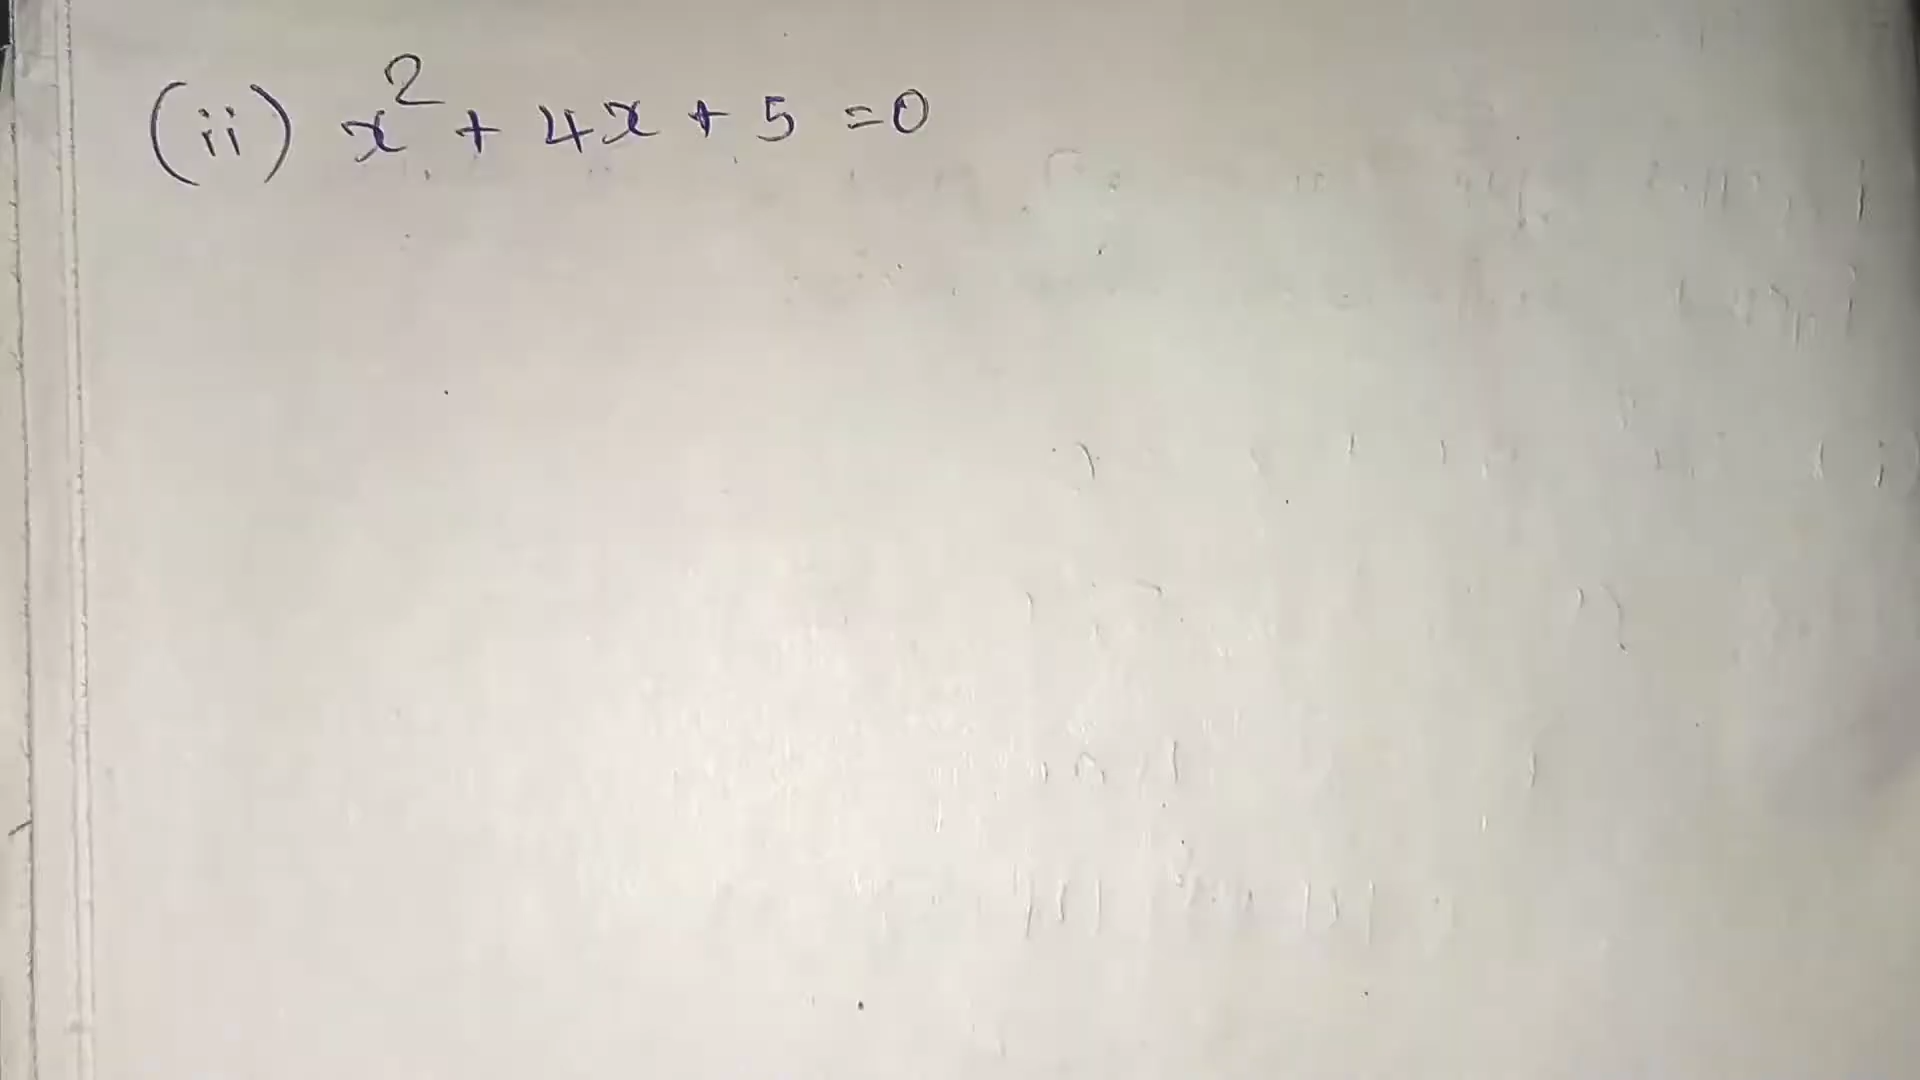 (ii) x² + 4x + 5 = 0